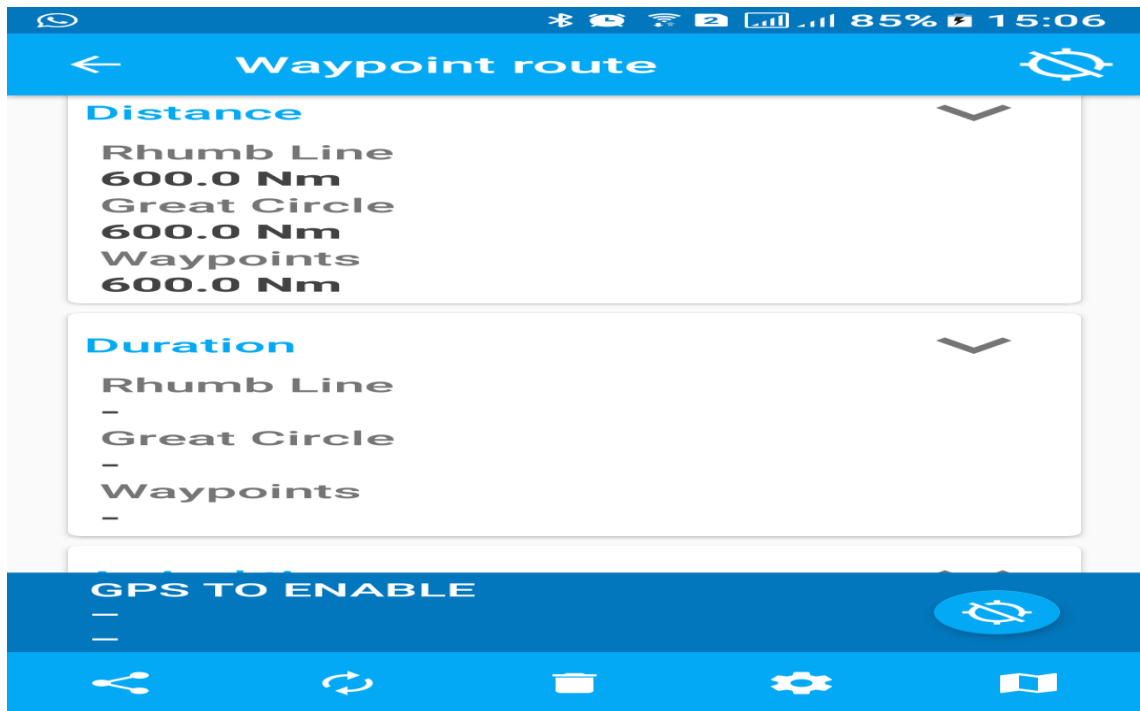 2 85% 15:06
Waypoint route
Distance
Rhumb Line
600.0 Nm
Great Circle
600.0 Nm
Waypoints
600.0 Nm
Duration
Rhumb Line
–
Great Circle
–
Waypoints
–
GPS TO ENABLE
–
–